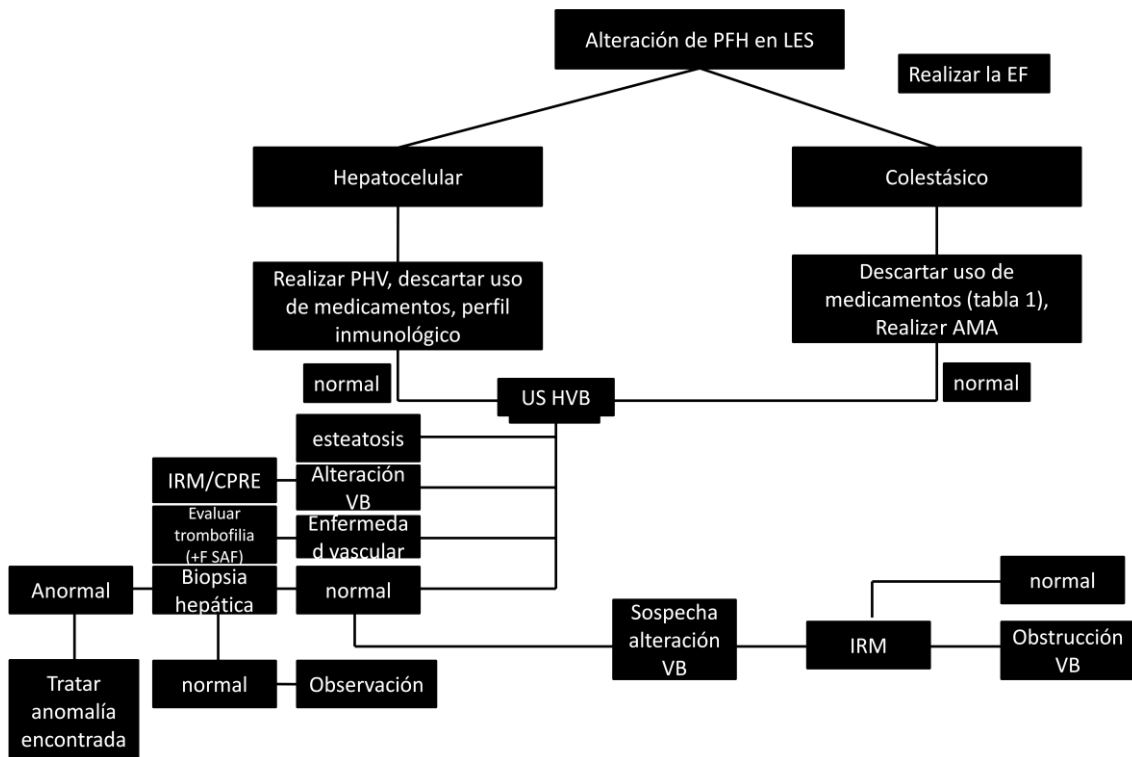 Alteración de PFH en LES
Realizar la EF
Hepatocelular
Colestásico
Realizar PHV, descartar uso
de medicamentos, perfil
inmunológico
Descartar uso de
medicamentos (tabla 1),
Realizar AMA
normal
US HVB
normal
esteatosis
IRM/CPRE
Alteración
VB
Evaluar
trombofilia
(+F SAF)
Enfermeda
d vascular
Anormal
Biopsia
hepática
normal
normal
Sospecha
alteración
VB
IRM
Obstrucción
VB
Tratar
anomalía
encontrada
normal
Observación